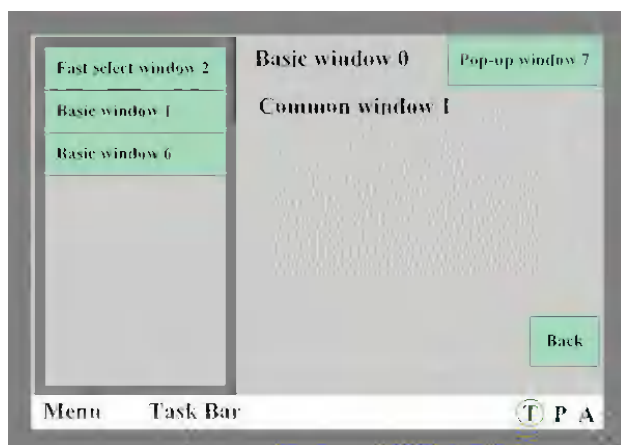 Fast select window 2
Basic window 0
Pop-up window 7
Basic window 1
Common window 1
Basic window 6
Back
Menu Task Bar T P A